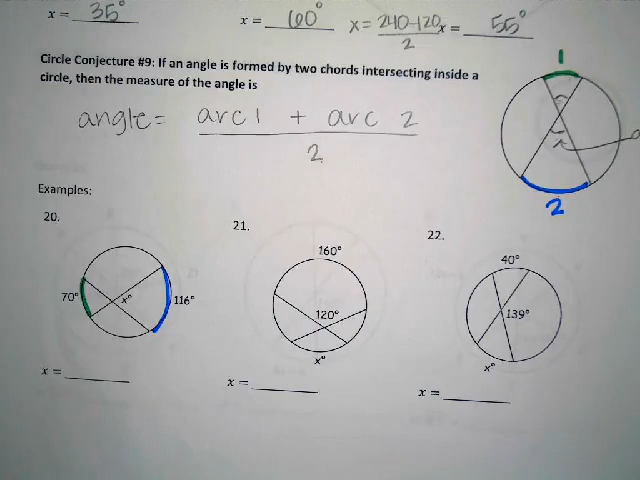 x = 35°
x = 60°
x = 240-120 / 2
x = 55°
Circle Conjecture #9: If an angle is formed by two chords intersecting inside a
circle, then the measure of the angle is
angle = arc 1 + arc 2
2
1
2
Examples:
20.
21.
22.
70°
x°
116°
160°
120°
x°
40°
139°
x°
x =
x =
x =